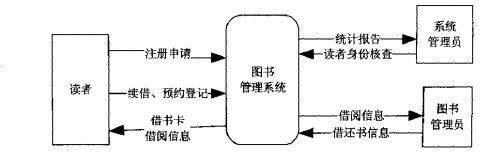 注册申请
统计报告
系统
管理员
读者身份核查
图书
管理系统
读者
续借、预约登记
借书卡
借阅信息
借阅信息
借还书信息
图书
管理员